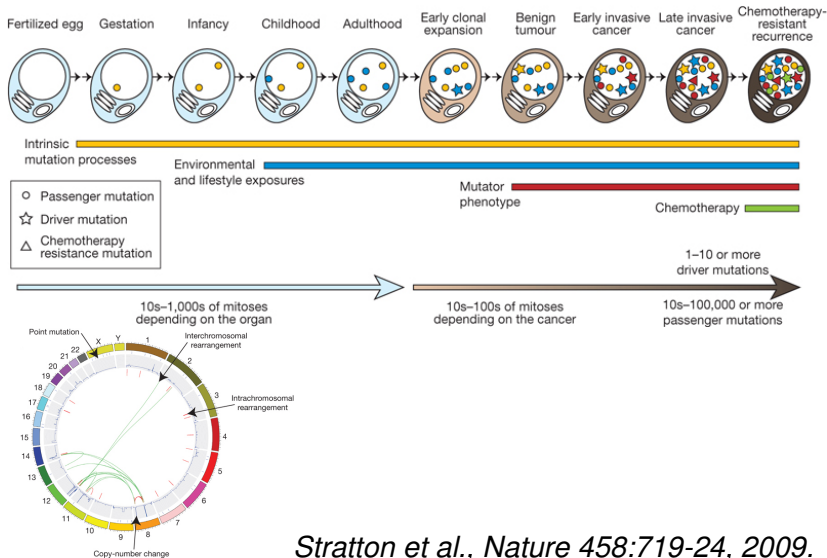 Fertilized egg
Gestation
Infancy
Childhood
Adulthood
Early clonal
expansion
Benign
tumour
Early invasive
cancer
Late invasive
cancer
Chemotherapy-
resistant
recurrence
Intrinsic
mutation processes
Environmental
and lifestyle exposures
Mutator
phenotype
Chemotherapy
Passenger mutation
Driver mutation
Chemotherapy
resistance mutation
10s–1,000s of mitoses
depending on the organ
10s–100s of mitoses
depending on the cancer
1–10 or more
driver mutations
10s–100,000 or more
passenger mutations
Point mutation
Interchromosomal
rearrangement
Intrachromosomal
rearrangement
Copy-number change
X
Y
1
2
3
4
5
6
7
8
9
10
11
12
13
14
15
16
17
18
19
20
21
22
Stratton et al., Nature 458:719-24, 2009.